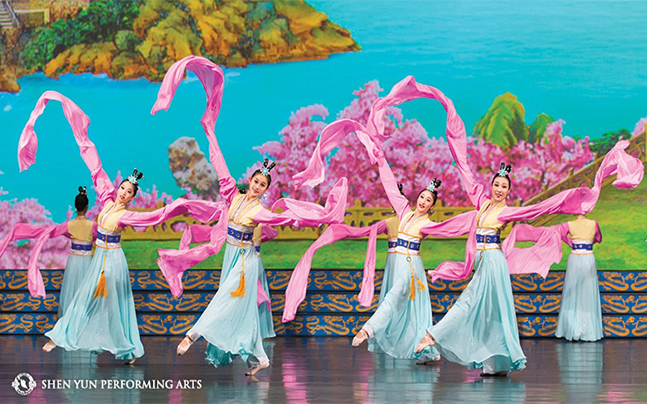 SHEN YUN PERFORMING ARTS